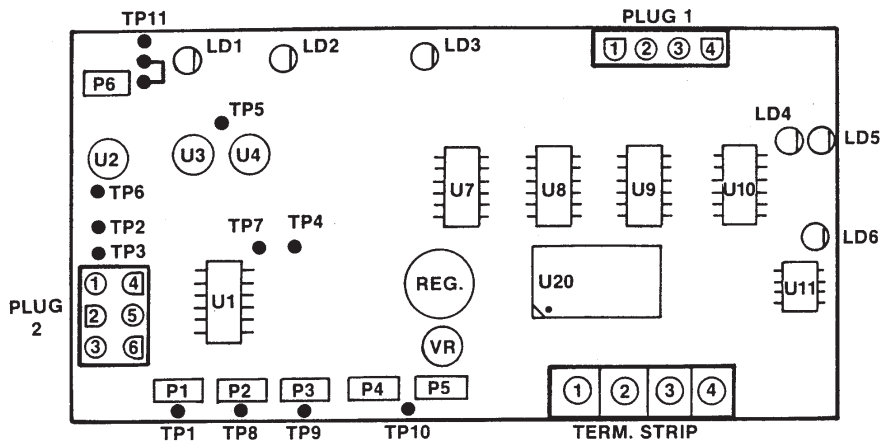 TP11
PLUG 1
LD1
LD2
LD3
1 2 3 4
P6
TP5
LD4
LD5
U2
U3
U4
U7
U8
U9
U10
TP6
TP2
TP7
TP4
LD6
TP3
1 4
U1
REG.
U20
U11
PLUG
2
2 5
3 6
VR
P1
P2
P3
P4
P5
1 2 3 4
TP1
TP8
TP9
TP10
TERM. STRIP